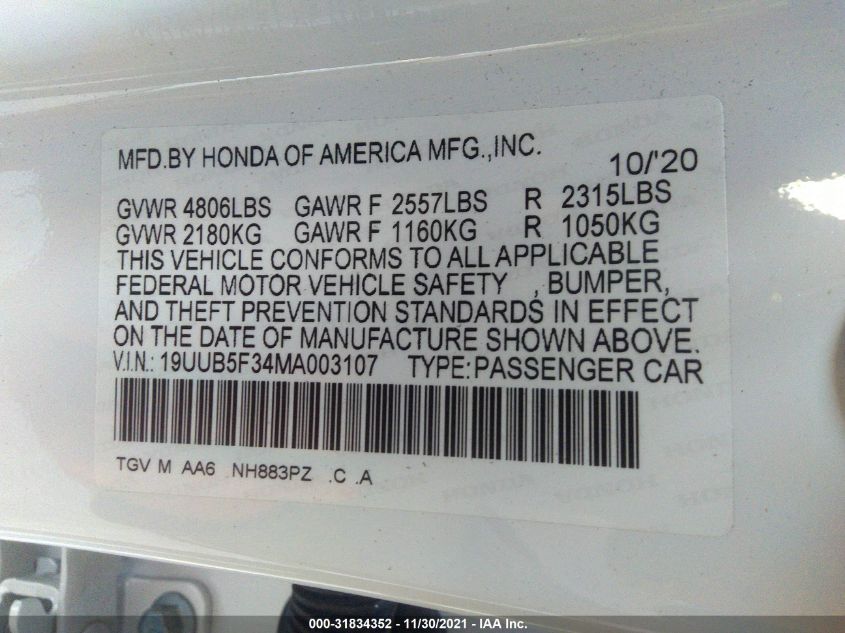 MFD.BY HONDA OF AMERICA MFG.,INC. 10/'20
GVWR 4806LBS GAWR F 2557LBS R 2315LBS
GVWR 2180KG GAWR F 1160KG R 1050KG
THIS VEHICLE CONFORMS TO ALL APPLICABLE
FEDERAL MOTOR VEHICLE SAFETY , BUMPER,
AND THEFT PREVENTION STANDARDS IN EFFECT
ON THE DATE OF MANUFACTURE SHOWN ABOVE.
V.I.N.: 19UUB5F34MA003107 TYPE:PASSENGER CAR
TGV M AA6 NH883PZ .C .A
000-31834352 - 11/30/2021 - IAA Inc.